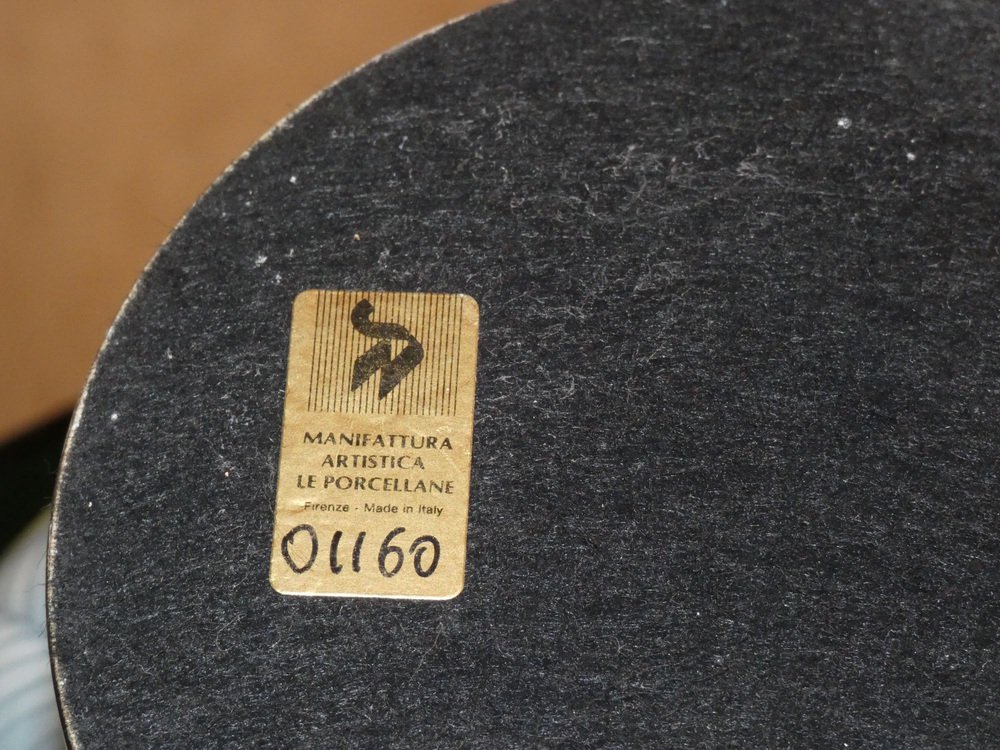 MANIFATTURA
ARTISTICA
LE PORCELLANE
Firenze - Made in Italy
01160